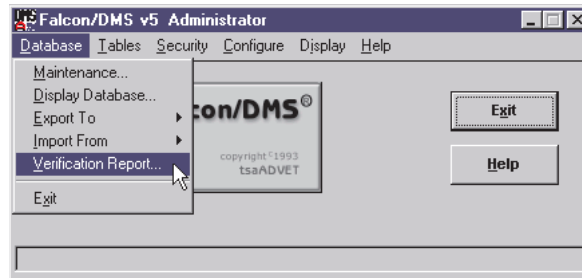 Falcon/DMS v5 Administrator
Database Tables Security Configure Display Help
Maintenance...
Display Database...
Export To
Import From
Verification Report...
Exit
con/DMS®
copyright ©1993
tsaADVET
Exit
Help